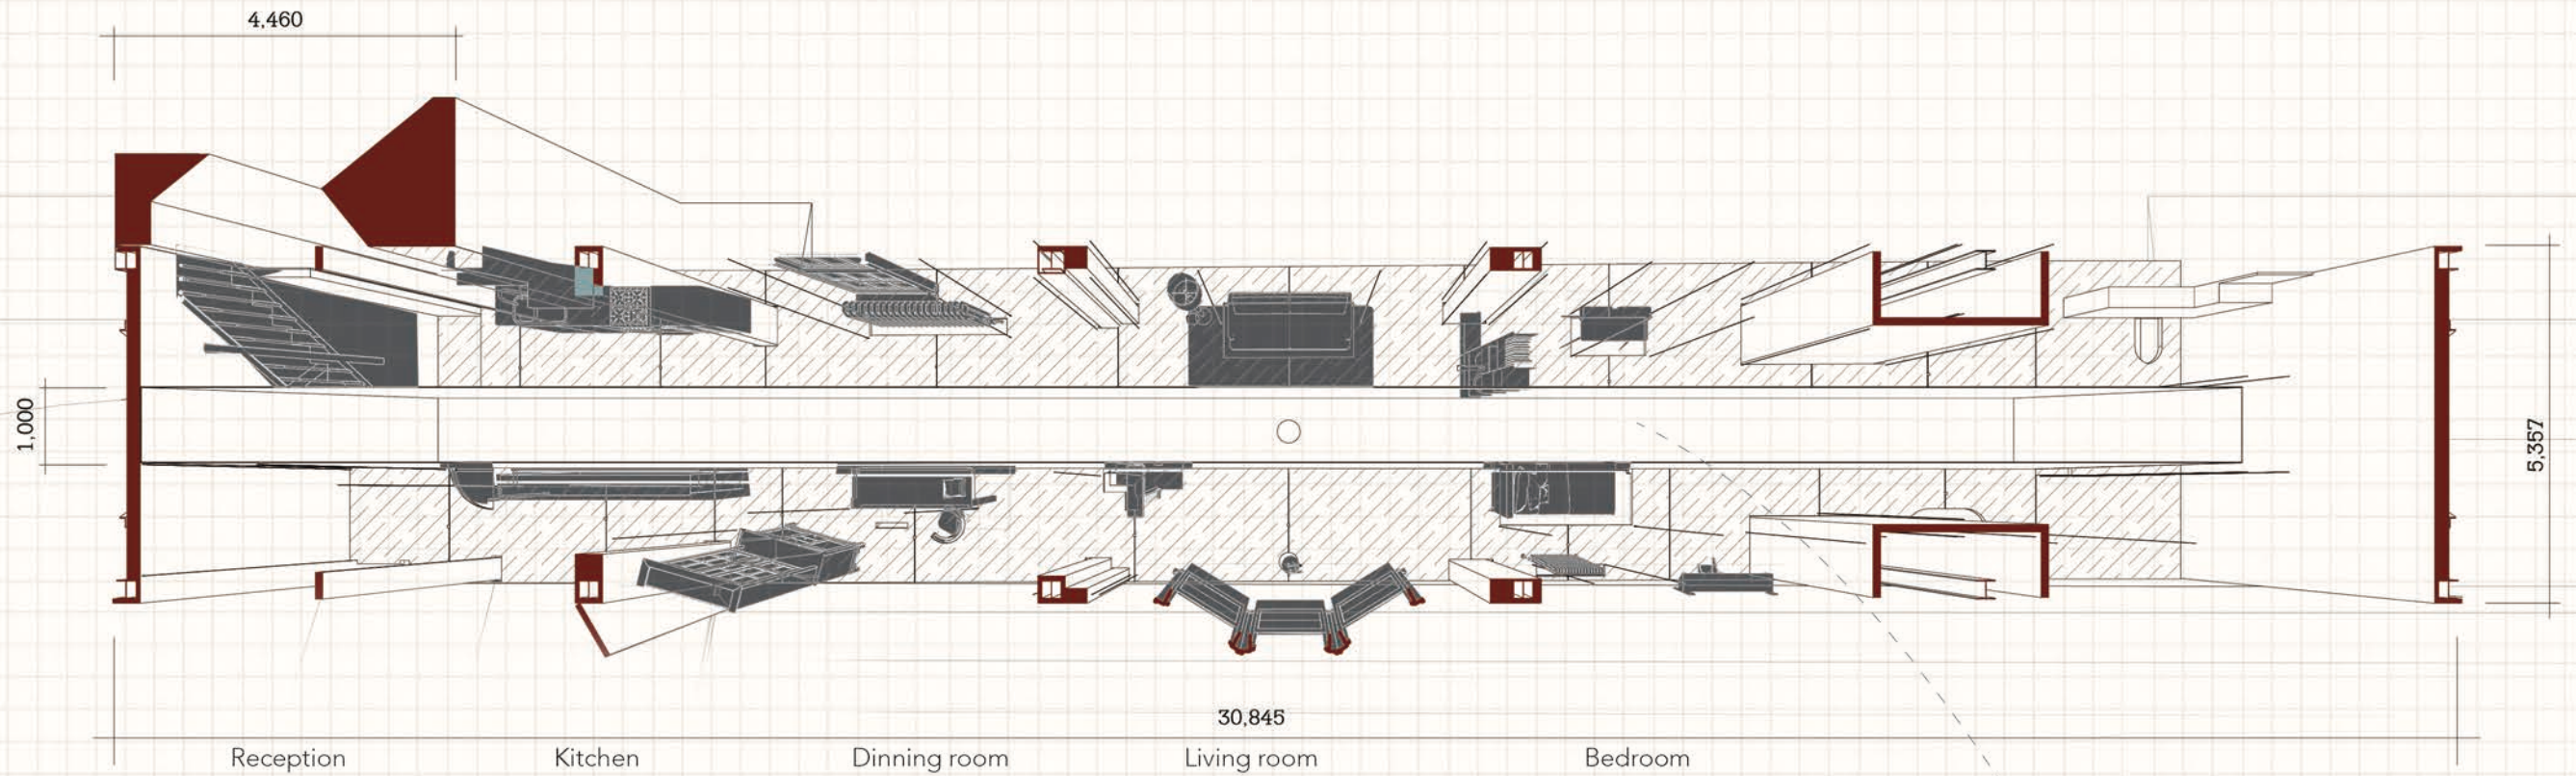 4,460
1,000
5,357
30,845
Reception
Kitchen
Dinning room
Living room
Bedroom